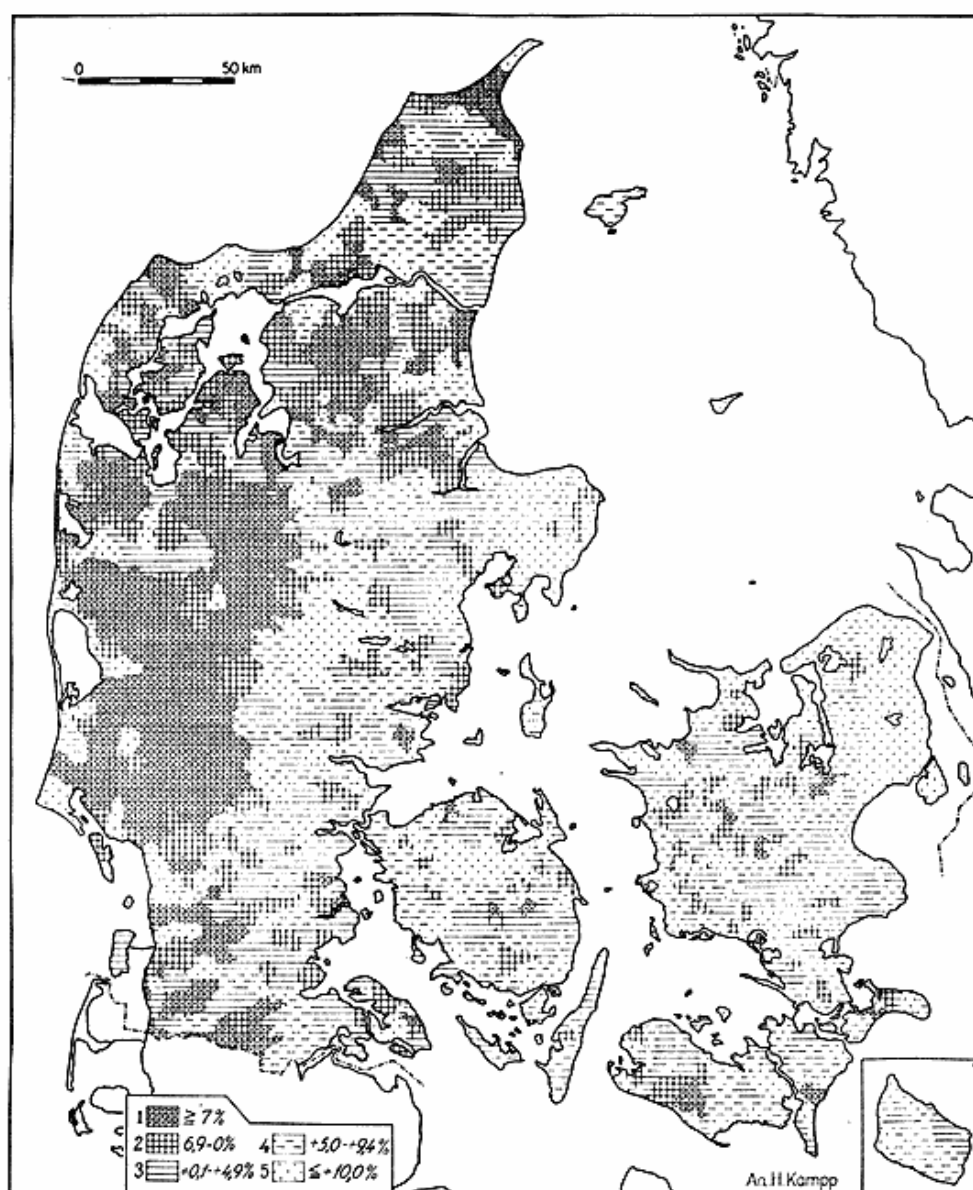 0 50 km
1 ≧ 7%
2 6,9-0% 4 ÷5,0-÷9,4%
3 ÷0,1-÷4,9% 5 ≦ ÷10,0%
An. H. Kampp